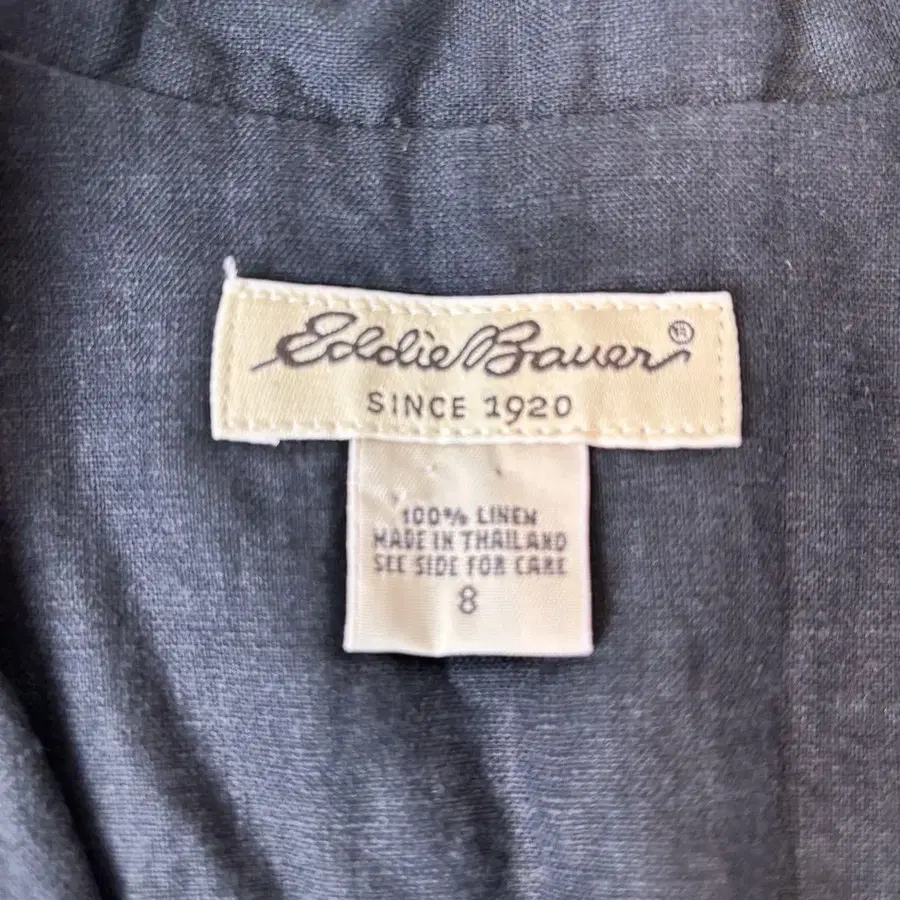 Eddie Bauer®
SINCE 1920
100% LINEN
MADE IN THAILAND
SEE SIDE FOR CARE
8